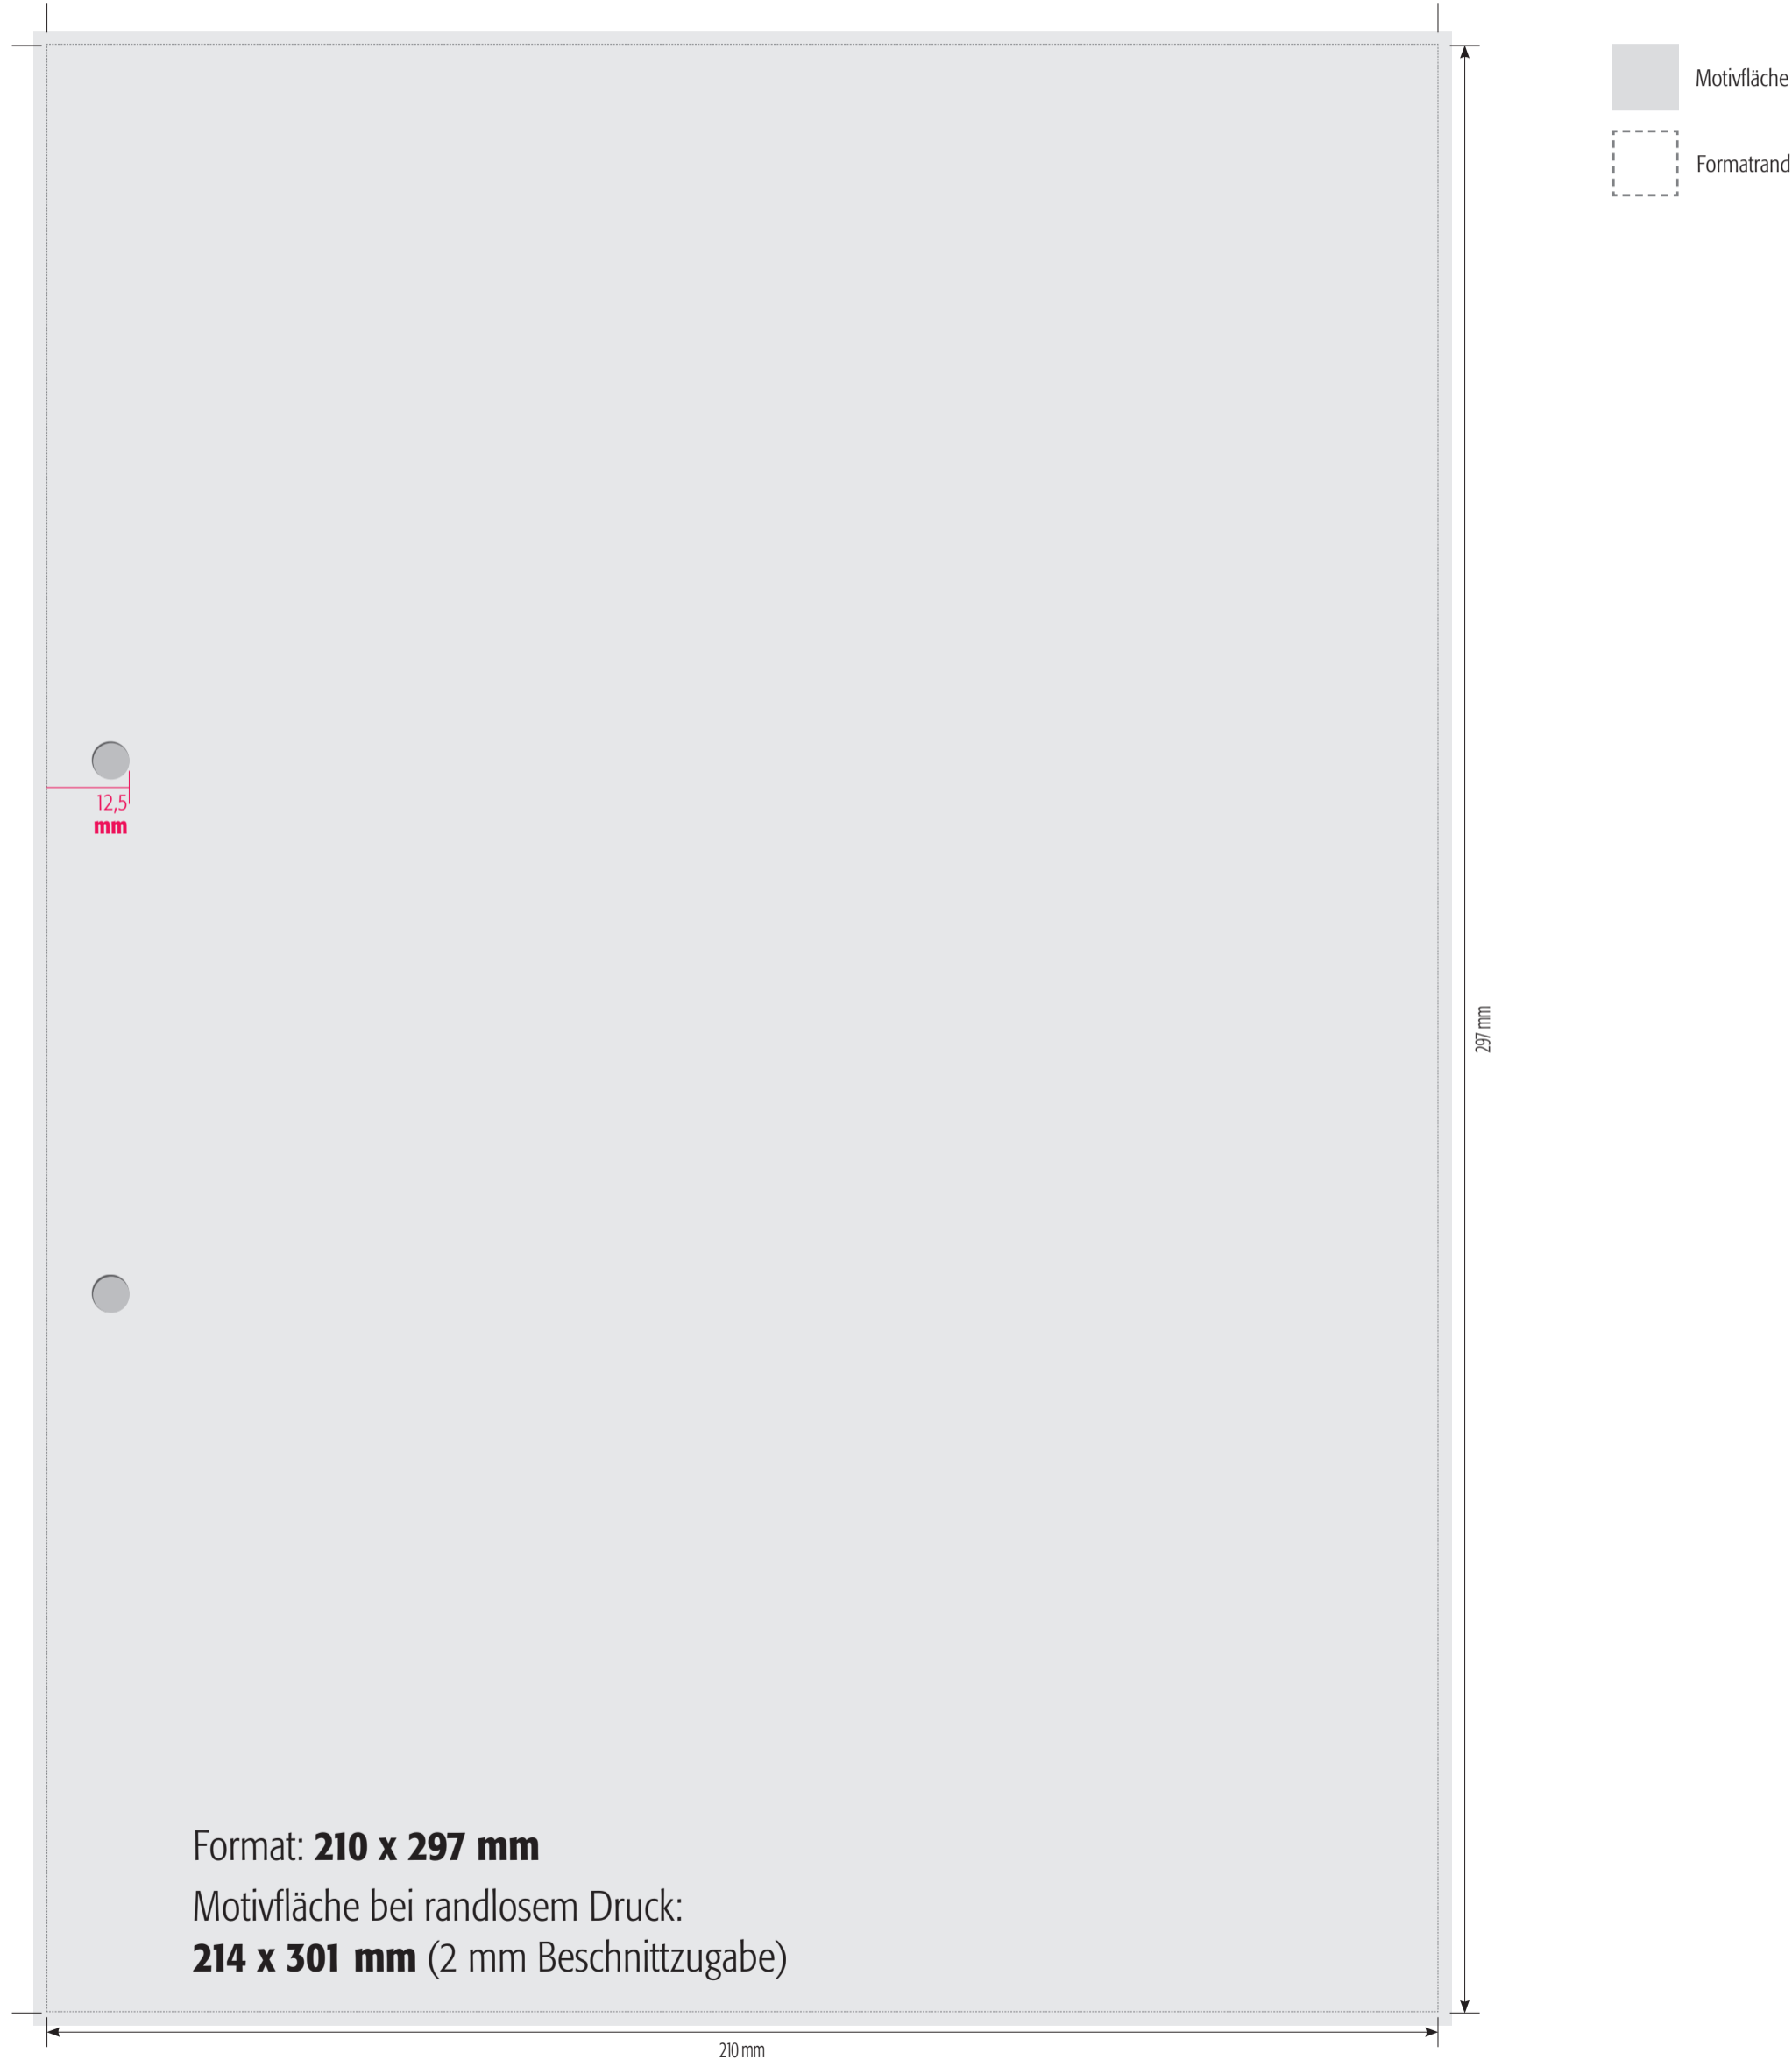 Motivfläche
Formatrand
12,5
mm
297 mm
Format: 210 x 297 mm
Motivfläche bei randlosem Druck:
214 x 301 mm (2 mm Beschnittzugabe)
210 mm